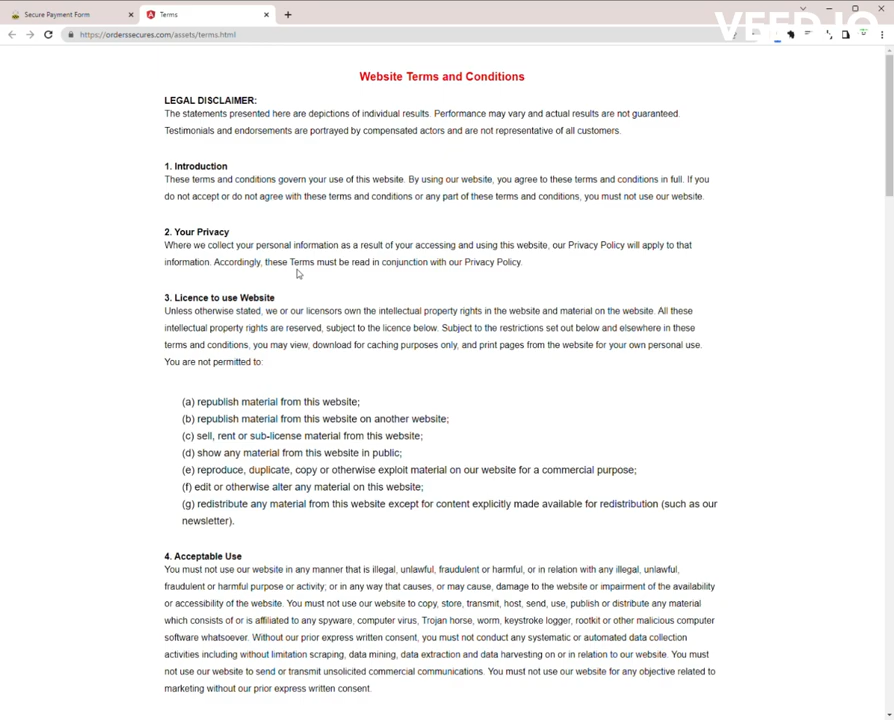 Secure Payment Form
Terms
VEED.IO
https://orderssecures.com/assets/terms.html
Website Terms and Conditions
LEGAL DISCLAIMER:
The statements presented here are depictions of individual results. Performance may vary and actual results are not guaranteed.
Testimonials and endorsements are portrayed by compensated actors and are not representative of all customers.
1. Introduction
These terms and conditions govern your use of this website. By using our website, you agree to these terms and conditions in full. If you
do not accept or do not agree with these terms and conditions or any part of these terms and conditions, you must not use our website.
2. Your Privacy
Where we collect your personal information as a result of your accessing and using this website, our Privacy Policy will apply to that
information. Accordingly, these Terms must be read in conjunction with our Privacy Policy.
3. Licence to use Website
Unless otherwise stated, we or our licensors own the intellectual property rights in the website and material on the website. All these
intellectual property rights are reserved, subject to the licence below. Subject to the restrictions set out below and elsewhere in these
terms and conditions, you may view, download for caching purposes only, and print pages from the website for your own personal use.
You are not permitted to:
(a) republish material from this website;
(b) republish material from this website on another website;
(c) sell, rent or sub-license material from this website;
(d) show any material from this website in public;
(e) reproduce, duplicate, copy or otherwise exploit material on our website for a commercial purpose;
(f) edit or otherwise alter any material on this website;
(g) redistribute any material from this website except for content explicitly made available for redistribution (such as our
newsletter).
4. Acceptable Use
You must not use our website in any manner that is illegal, unlawful, fraudulent or harmful, or in relation with any illegal, unlawful,
fraudulent or harmful purpose or activity; or in any way that causes, or may cause, damage to the website or impairment of the availability
or accessibility of the website. You must not use our website to copy, store, transmit, host, send, use, publish or distribute any material
which consists of or is affiliated to any spyware, computer virus, Trojan horse, worm, keystroke logger, rootkit or other malicious computer
software whatsoever. Without our prior express written consent, you must not conduct any systematic or automated data collection
activities including without limitation scraping, data mining, data extraction and data harvesting on or in relation to our website. You must
not use our website to send or transmit unsolicited commercial communications. You must not use our website for any objective related to
marketing without our prior express written consent.